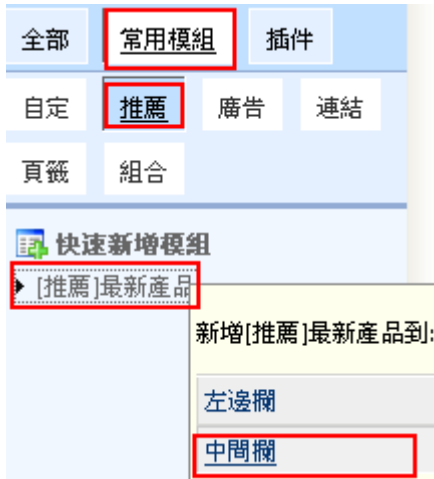 全部 常用模組 插件
自定 推薦 廣告 連結
頁籤 組合
快速新增模組
[推薦]最新產品
新增[推薦]最新產品到:
左邊欄
中間欄